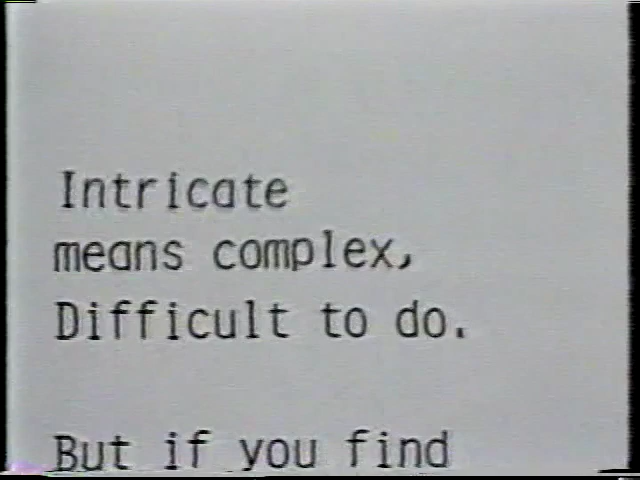 Intricate
means complex,
Difficult to do.
But if you find